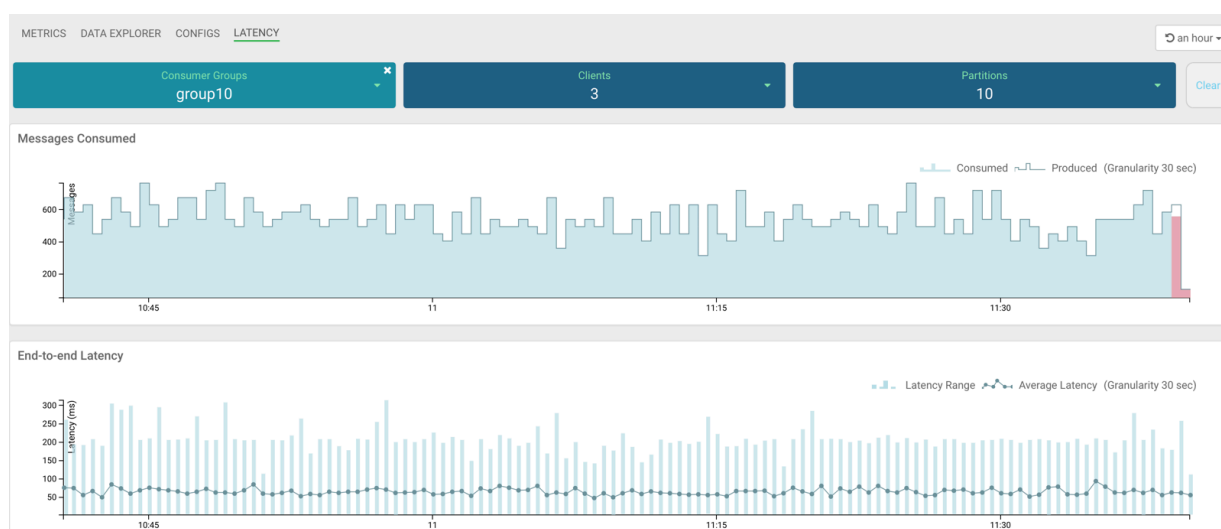 METRICS DATA EXPLORER CONFIGS LATENCY
an hour
Consumer Groups
group10
Clients
3
Partitions
10
Clear
Messages Consumed
Consumed Produced (Granularity 30 sec)
Messages
600
400
200
10:45 11 11:15 11:30
End-to-end Latency
Latency Range Average Latency (Granularity 30 sec)
Latency (ms)
300
250
200
150
100
50
10:45 11 11:15 11:30